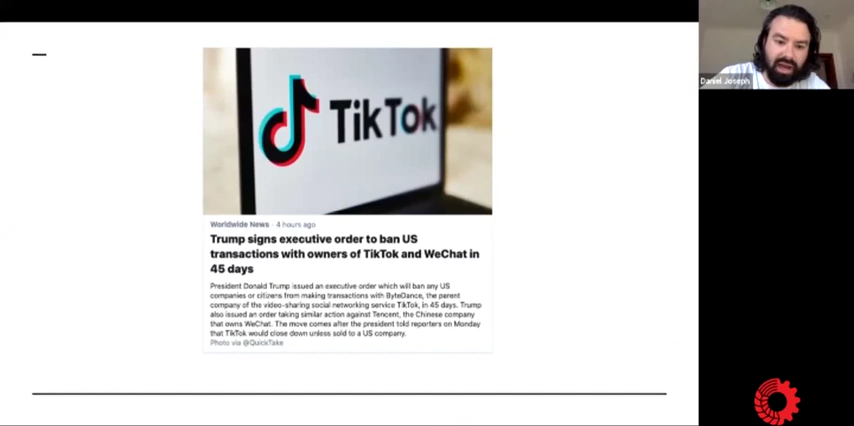 TikTok
Daniel Joseph
Worldwide News · 4 hours ago
Trump signs executive order to ban US
transactions with owners of TikTok and WeChat in
45 days
President Donald Trump issued an executive order which will ban any US
companies or citizens from making transactions with ByteDance, the parent
company of the video-sharing social networking service TikTok, in 45 days. Trump
also issued an order taking similar action against Tencent, the Chinese company
that owns WeChat. The move comes after the president told reporters on Monday
that TikTok would close down unless sold to a US company.
Photo via @QuickTake